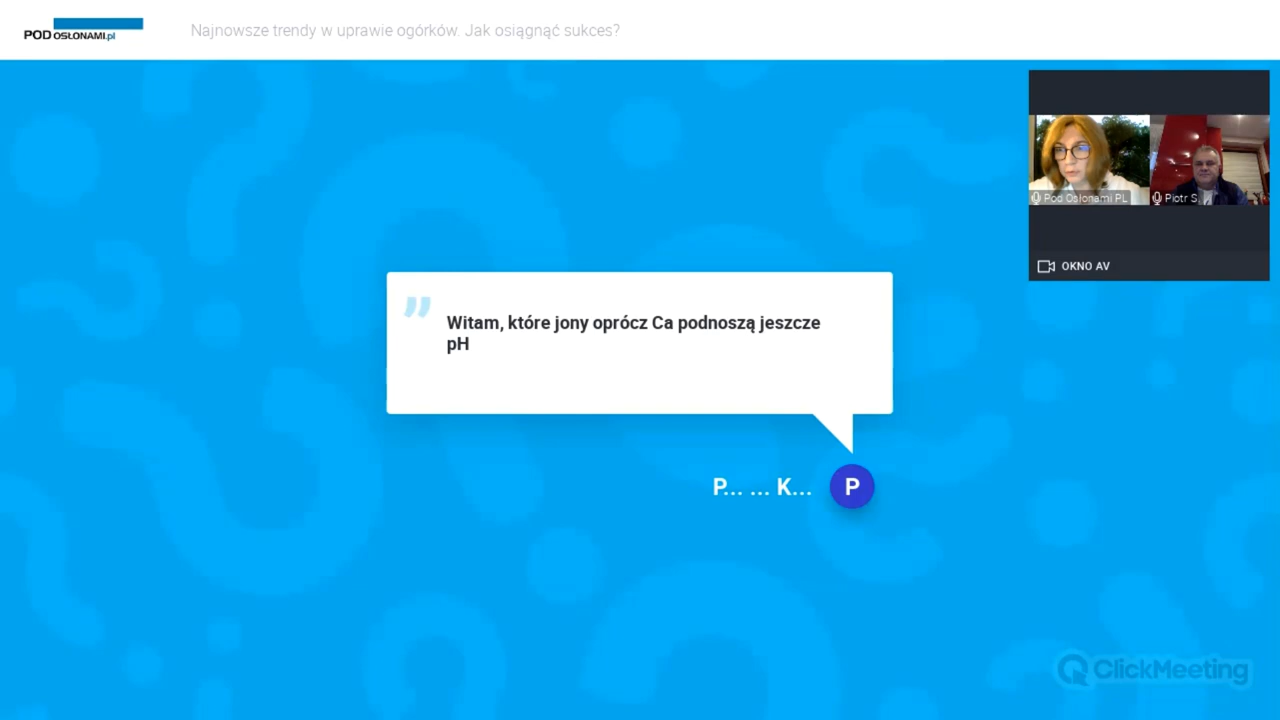 POD OSŁONAMI.pl
Najnowsze trendy w uprawie ogórków. Jak osiągnąć sukces?
Pod Osłonami PL
Piotr S.
OKNO AV
Witam, które jony oprócz Ca podnoszą jeszcze
pH
P... ... K...
P
ClickMeeting